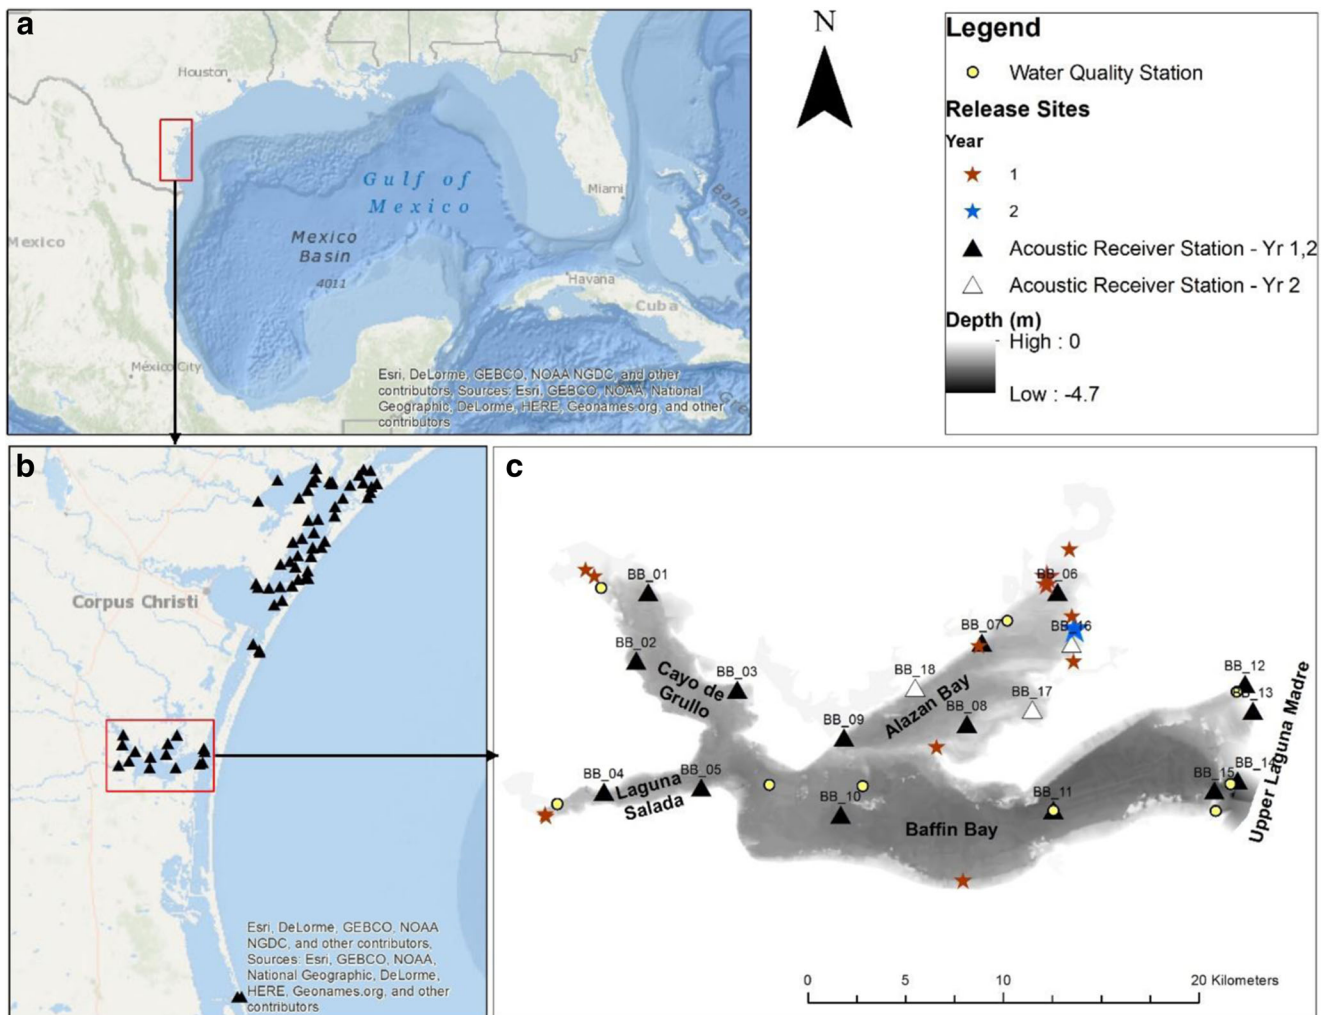 a
Houston
Gulf of
Mexico
Miami
Mexico
Mexico
Basin
4011
Havana
Cuba
Mexico City
Esri, DeLorme, GEBCO, NOAA NGDC, and other
contributors, Sources: Esri, GEBCO, NOAA, National
Geographic, DeLorme, HERE, Geonames.org, and other
contributors
N
Legend
Water Quality Station
Release Sites
Year
1
2
Acoustic Receiver Station - Yr 1,2
Acoustic Receiver Station - Yr 2
Depth (m)
High : 0
Low : -4.7
b
Corpus Christi
Esri, DeLorme, GEBCO, NOAA
NGDC, and other contributors,
Sources: Esri, GEBCO, NOAA,
National Geographic, DeLorme,
HERE, Geonames.org, and other
contributors
c
BB_01
BB_06
BB_07
BB_16
BB_02
BB_03
BB_18
BB_12
BB_17
BB_13
Cayo de
Grullo
Alazan Bay
BB_08
BB_09
Upper Laguna Madre
BB_04
BB_05
Laguna
Salada
BB_14
BB_15
BB_10
BB_11
Baffin Bay
0
5
10
20 Kilometers